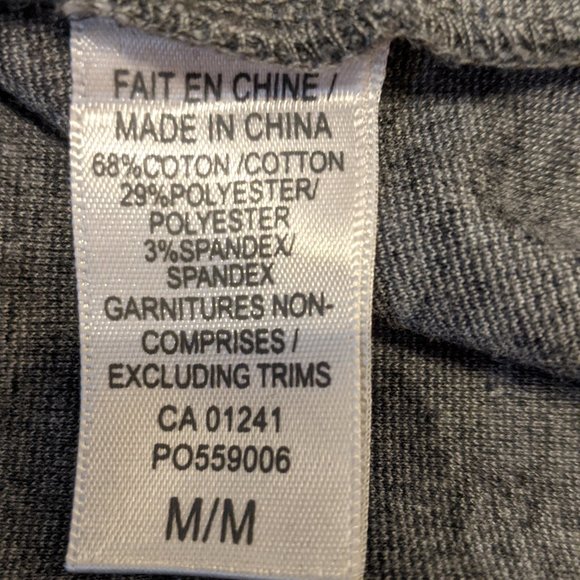 FAIT EN CHINE /
MADE IN CHINA
68%COTON /COTTON
29%POLYESTER/
POLYESTER
3%SPANDEX/
SPANDEX
GARNITURES NON-
COMPRISES /
EXCLUDING TRIMS
CA 01241
PO559006
M/M